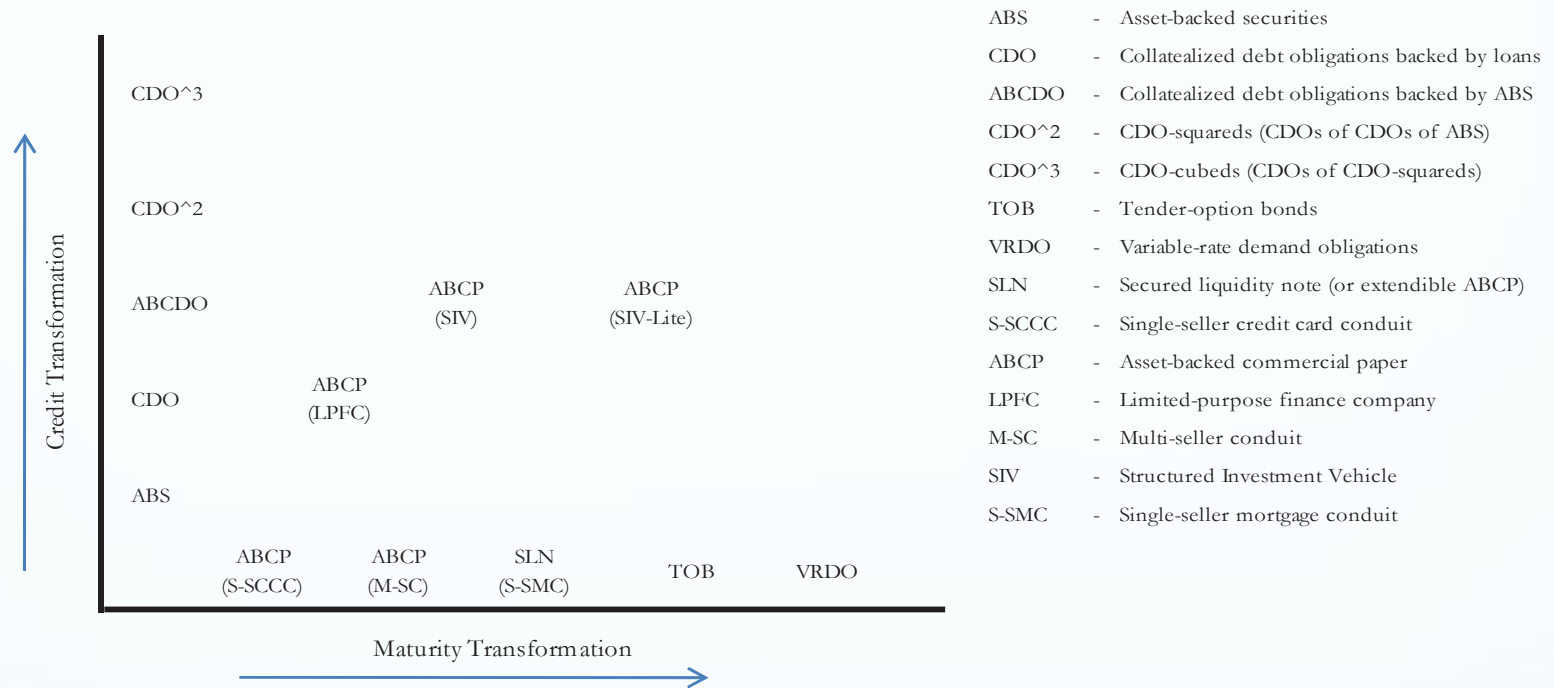 CDO^3
CDO^2
ABCDO
ABCP
(SIV)
ABCP
(SIV-Lite)
CDO
ABCP
(LPFC)
ABS
ABCP
(S-SCCC)
ABCP
(M-SC)
SLN
(S-SMC)
TOB
VRDO
Credit Transformation
Maturity Transformation
ABS - Asset-backed securities
CDO - Collatealized debt obligations backed by loans
ABCDO - Collatealized debt obligations backed by ABS
CDO^2 - CDO-squareds (CDOs of CDOs of ABS)
CDO^3 - CDO-cubeds (CDOs of CDO-squareds)
TOB - Tender-option bonds
VRDO - Variable-rate demand obligations
SLN - Secured liquidity note (or extendible ABCP)
S-SCCC - Single-seller credit card conduit
ABCP - Asset-backed commercial paper
LPFC - Limited-purpose finance company
M-SC - Multi-seller conduit
SIV - Structured Investment Vehicle
S-SMC - Single-seller mortgage conduit